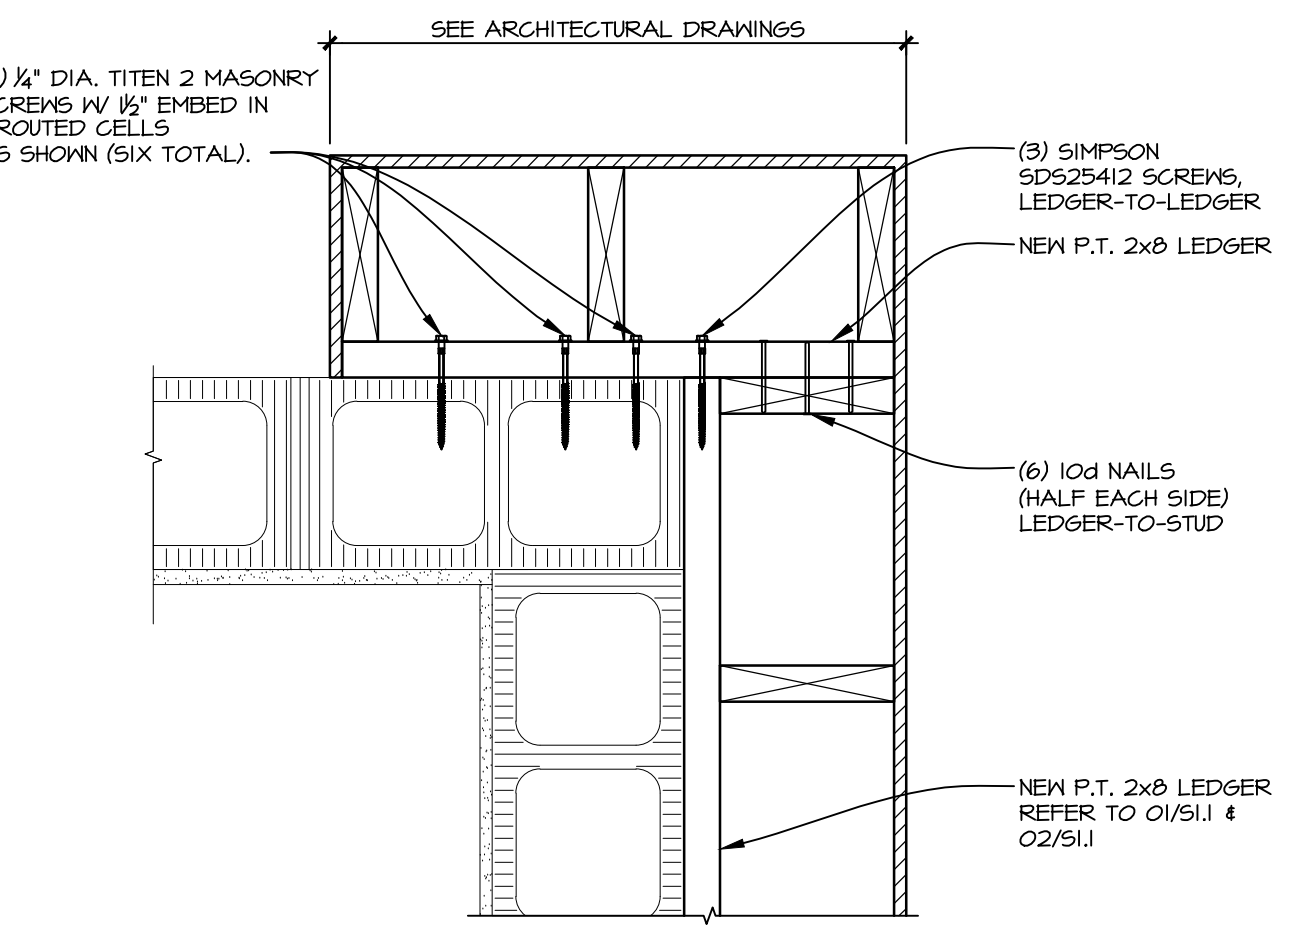 SEE ARCHITECTURAL DRAWINGS
) 1/4" DIA. TITEN 2 MASONRY
CREWS W/ 1 1/2" EMBED IN
ROUTED CELLS
S SHOWN (SIX TOTAL).
(3) SIMPSON
SDS25412 SCREWS,
LEDGER-TO-LEDGER
NEW P.T. 2x8 LEDGER
(6) 10d NAILS
(HALF EACH SIDE)
LEDGER-TO-STUD
NEW P.T. 2x8 LEDGER
REFER TO 01/S1.1 &
02/S1.1